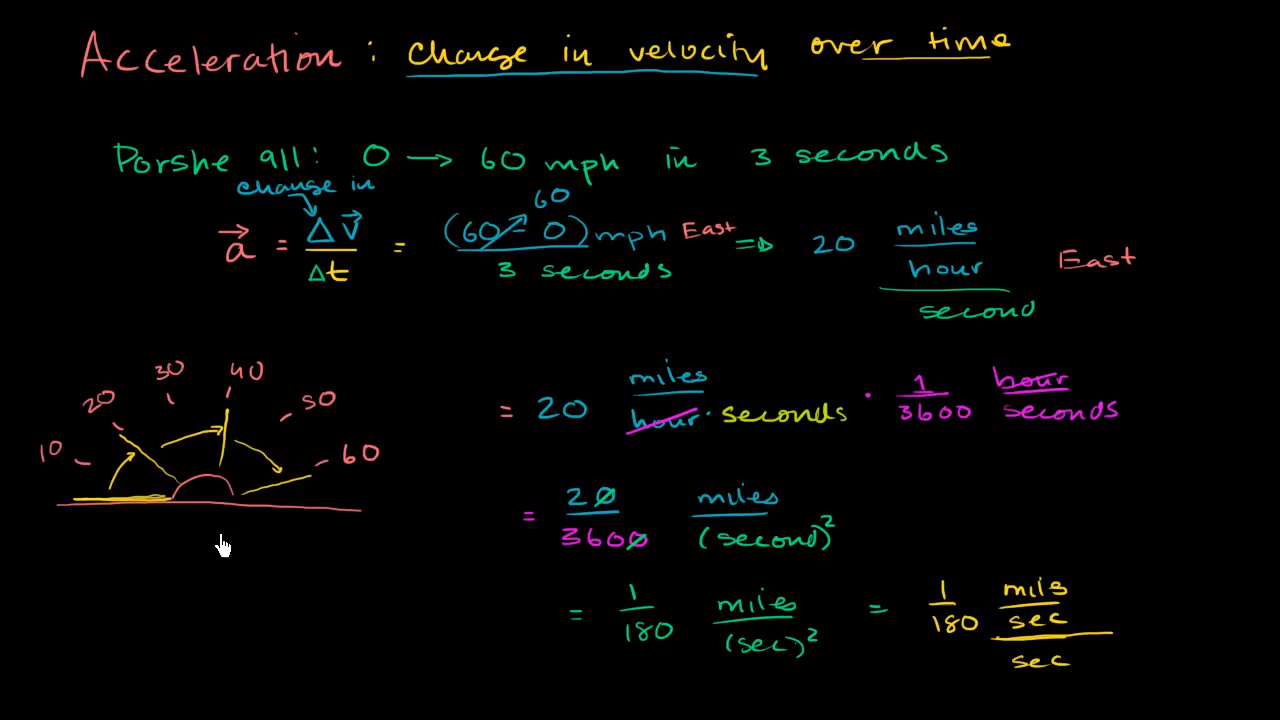 Acceleration: change in velocity over time
Porshe 911: 0 → 60 mph in 3 seconds
change in
60
a⃗ = Δv⃗ / Δt = (60 - 0) mph East / 3 seconds ⇒ 20 miles / hour / second East
10 20 30 40 50 60
= 20 miles / hour · seconds · 1 / 3600 hour / seconds
= 20 / 3600 miles / (second)²
= 1 / 180 miles / (sec)² = 1 / 180 mils / sec / sec